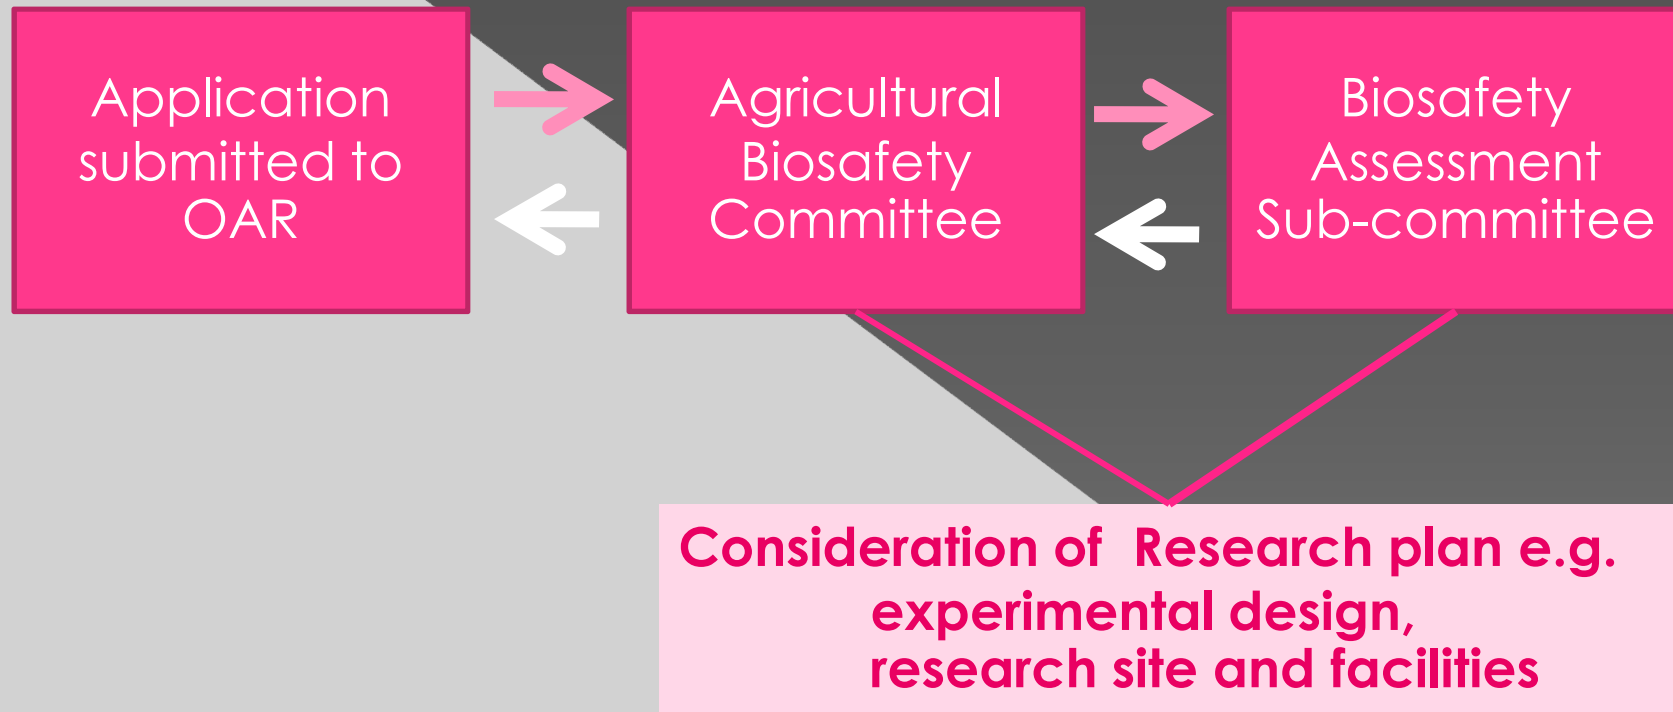 Application
submitted to
OAR
Agricultural
Biosafety
Committee
Biosafety
Assessment
Sub-committee
Consideration of  Research plan e.g.
experimental design,
research site and facilities